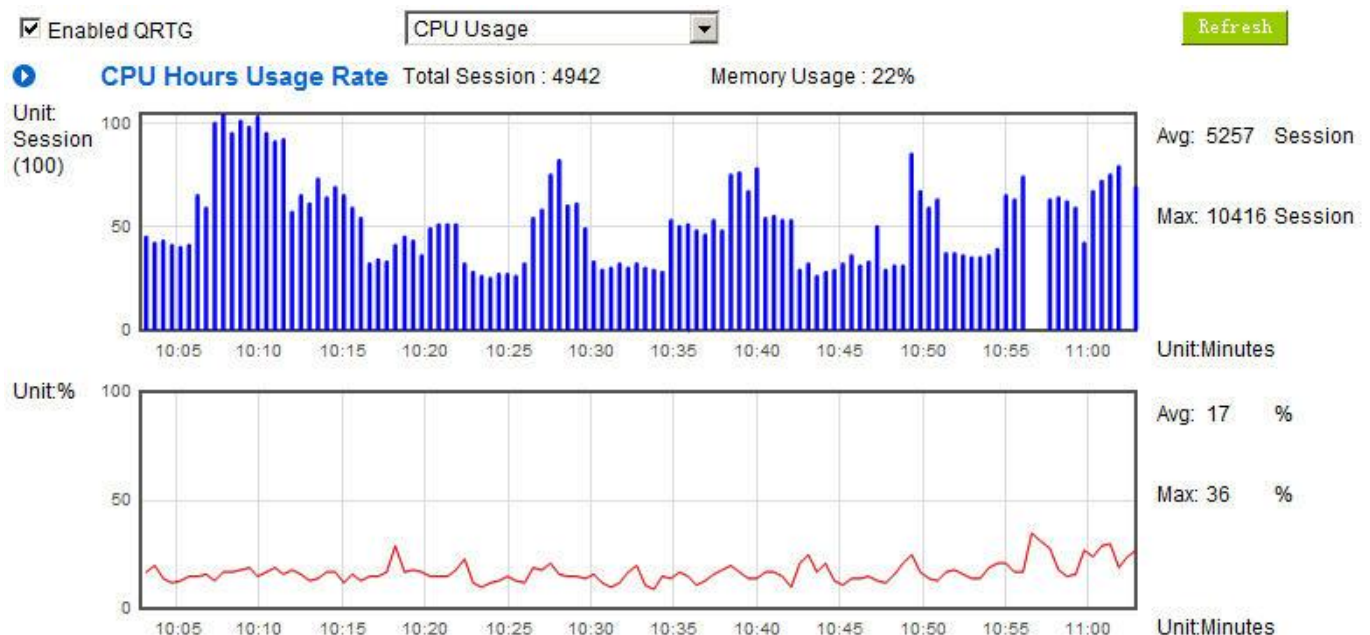 Enabled QRTG CPU Usage Refresh
CPU Hours Usage Rate Total Session : 4942 Memory Usage : 22%
Unit:
Session
(100)
100
50
0
Avg: 5257 Session
Max: 10416 Session
10:05 10:10 10:15 10:20 10:25 10:30 10:35 10:40 10:45 10:50 10:55 11:00 Unit:Minutes
Unit:%
100
50
0
Avg: 17 %
Max: 36 %
10:05 10:10 10:15 10:20 10:25 10:30 10:35 10:40 10:45 10:50 10:55 11:00 Unit:Minutes